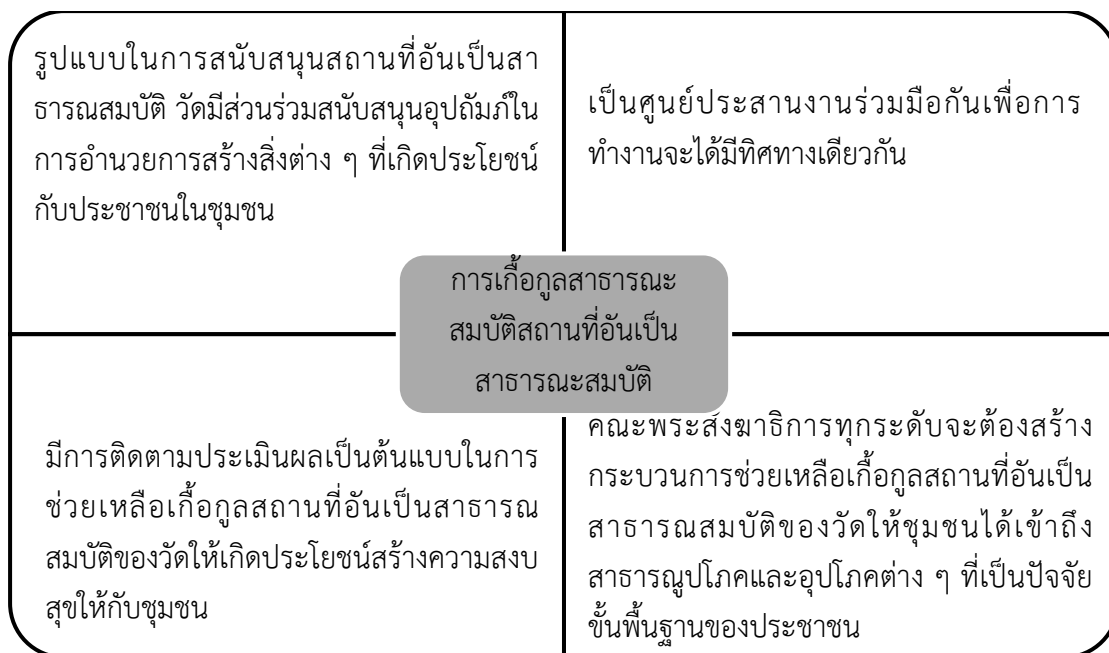 รูปแบบในการสนับสนุนสถานที่อันเป็นสา
ธารณสมบัติ วัดมีส่วนร่วมสนับสนุนอุปถัมภ์ใน
การอำนวยการสร้างสิ่งต่าง ๆ ที่เกิดประโยชน์
กับประชาชนในชุมชน
เป็นศูนย์ประสานงานร่วมมือกันเพื่อการ
ทำงานจะได้มีทิศทางเดียวกัน
การเกื้อกูลสาธารณะ
สมบัติสถานที่อันเป็น
สาธารณะสมบัติ
มีการติดตามประเมินผลเป็นต้นแบบในการ
ช่วยเหลือเกื้อกูลสถานที่อันเป็นสาธารณ
สมบัติของวัดให้เกิดประโยชน์สร้างความสงบ
สุขให้กับชุมชน
คณะพระสังฆาธิการทุกระดับจะต้องสร้าง
กระบวนการช่วยเหลือเกื้อกูลสถานที่อันเป็น
สาธารณสมบัติของวัดให้ชุมชนได้เข้าถึง
สาธารณูปโภคและอุปโภคต่าง ๆ ที่เป็นปัจจัย
ขั้นพื้นฐานของประชาชน